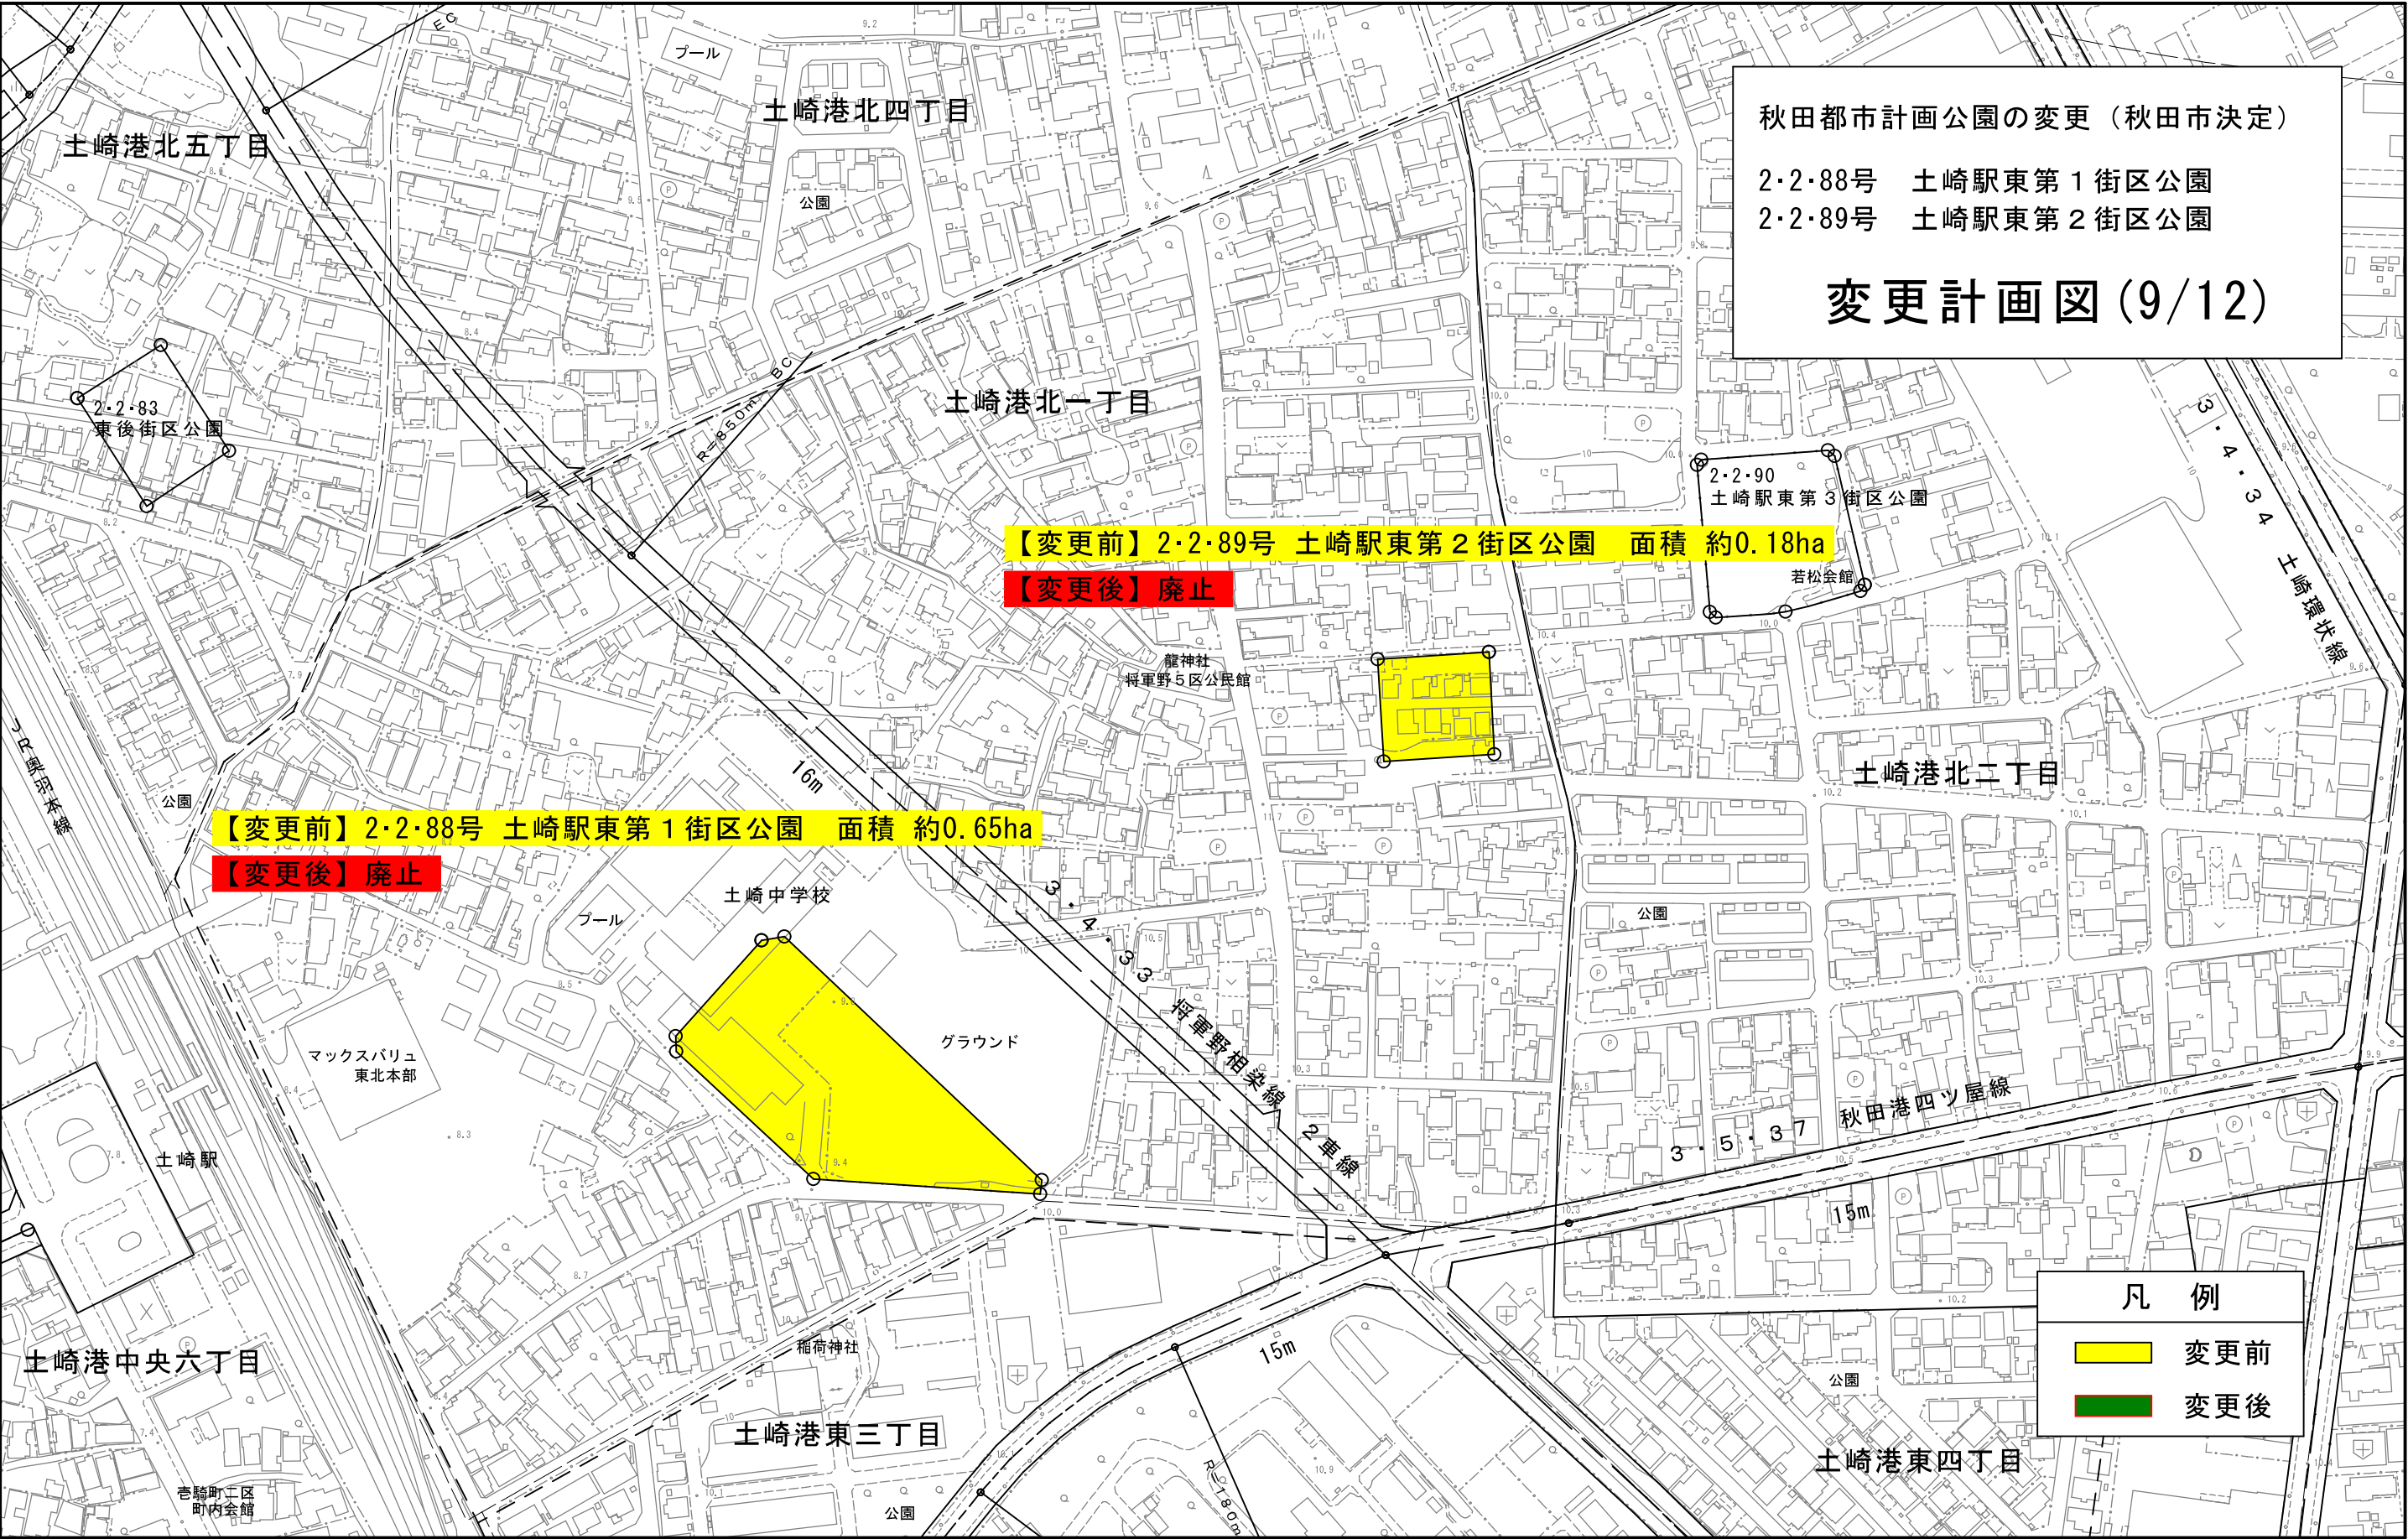 秋田都市計画公園の変更（秋田市決定）
2・2・88号　土崎駅東第１街区公園
2・2・89号　土崎駅東第２街区公園
変更計画図(9/12)
EC
プール
土崎港北四丁目
土崎港北五丁目
公園
BC
R=850m
土崎港北一丁目
2・2・83
東後街区公園
2・2・90
土崎駅東第３街区公園
若松会館
3・4・34 土崎環状線
【変更前】2・2・89号 土崎駅東第２街区公園　面積 約0.18ha
【変更後】廃止
龍神社
将軍野５区公民館
土崎港北二丁目
JR奥羽本線
公園
16m
【変更前】2・2・88号 土崎駅東第１街区公園　面積 約0.65ha
【変更後】廃止
土崎中学校
プール
公園
3・4・33 将軍野相染線
2車線
グラウンド
マックスバリュ
東北本部
土崎駅
3・5・37 秋田港四ツ屋線
15m
15m
稲荷神社
土崎港中央六丁目
土崎港東三丁目
公園
公園
土崎港東四丁目
R=180m
壱騎町二区
町内会館
凡　例
変更前
変更後